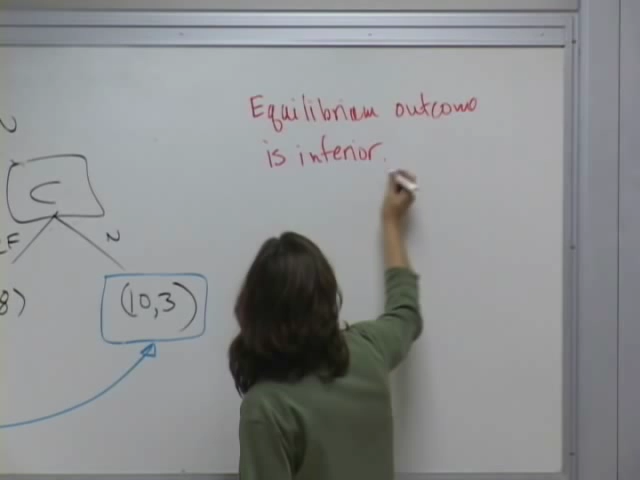 Equilibrium outcome
is inferior.
N
C
F
N
8)
(10,3)